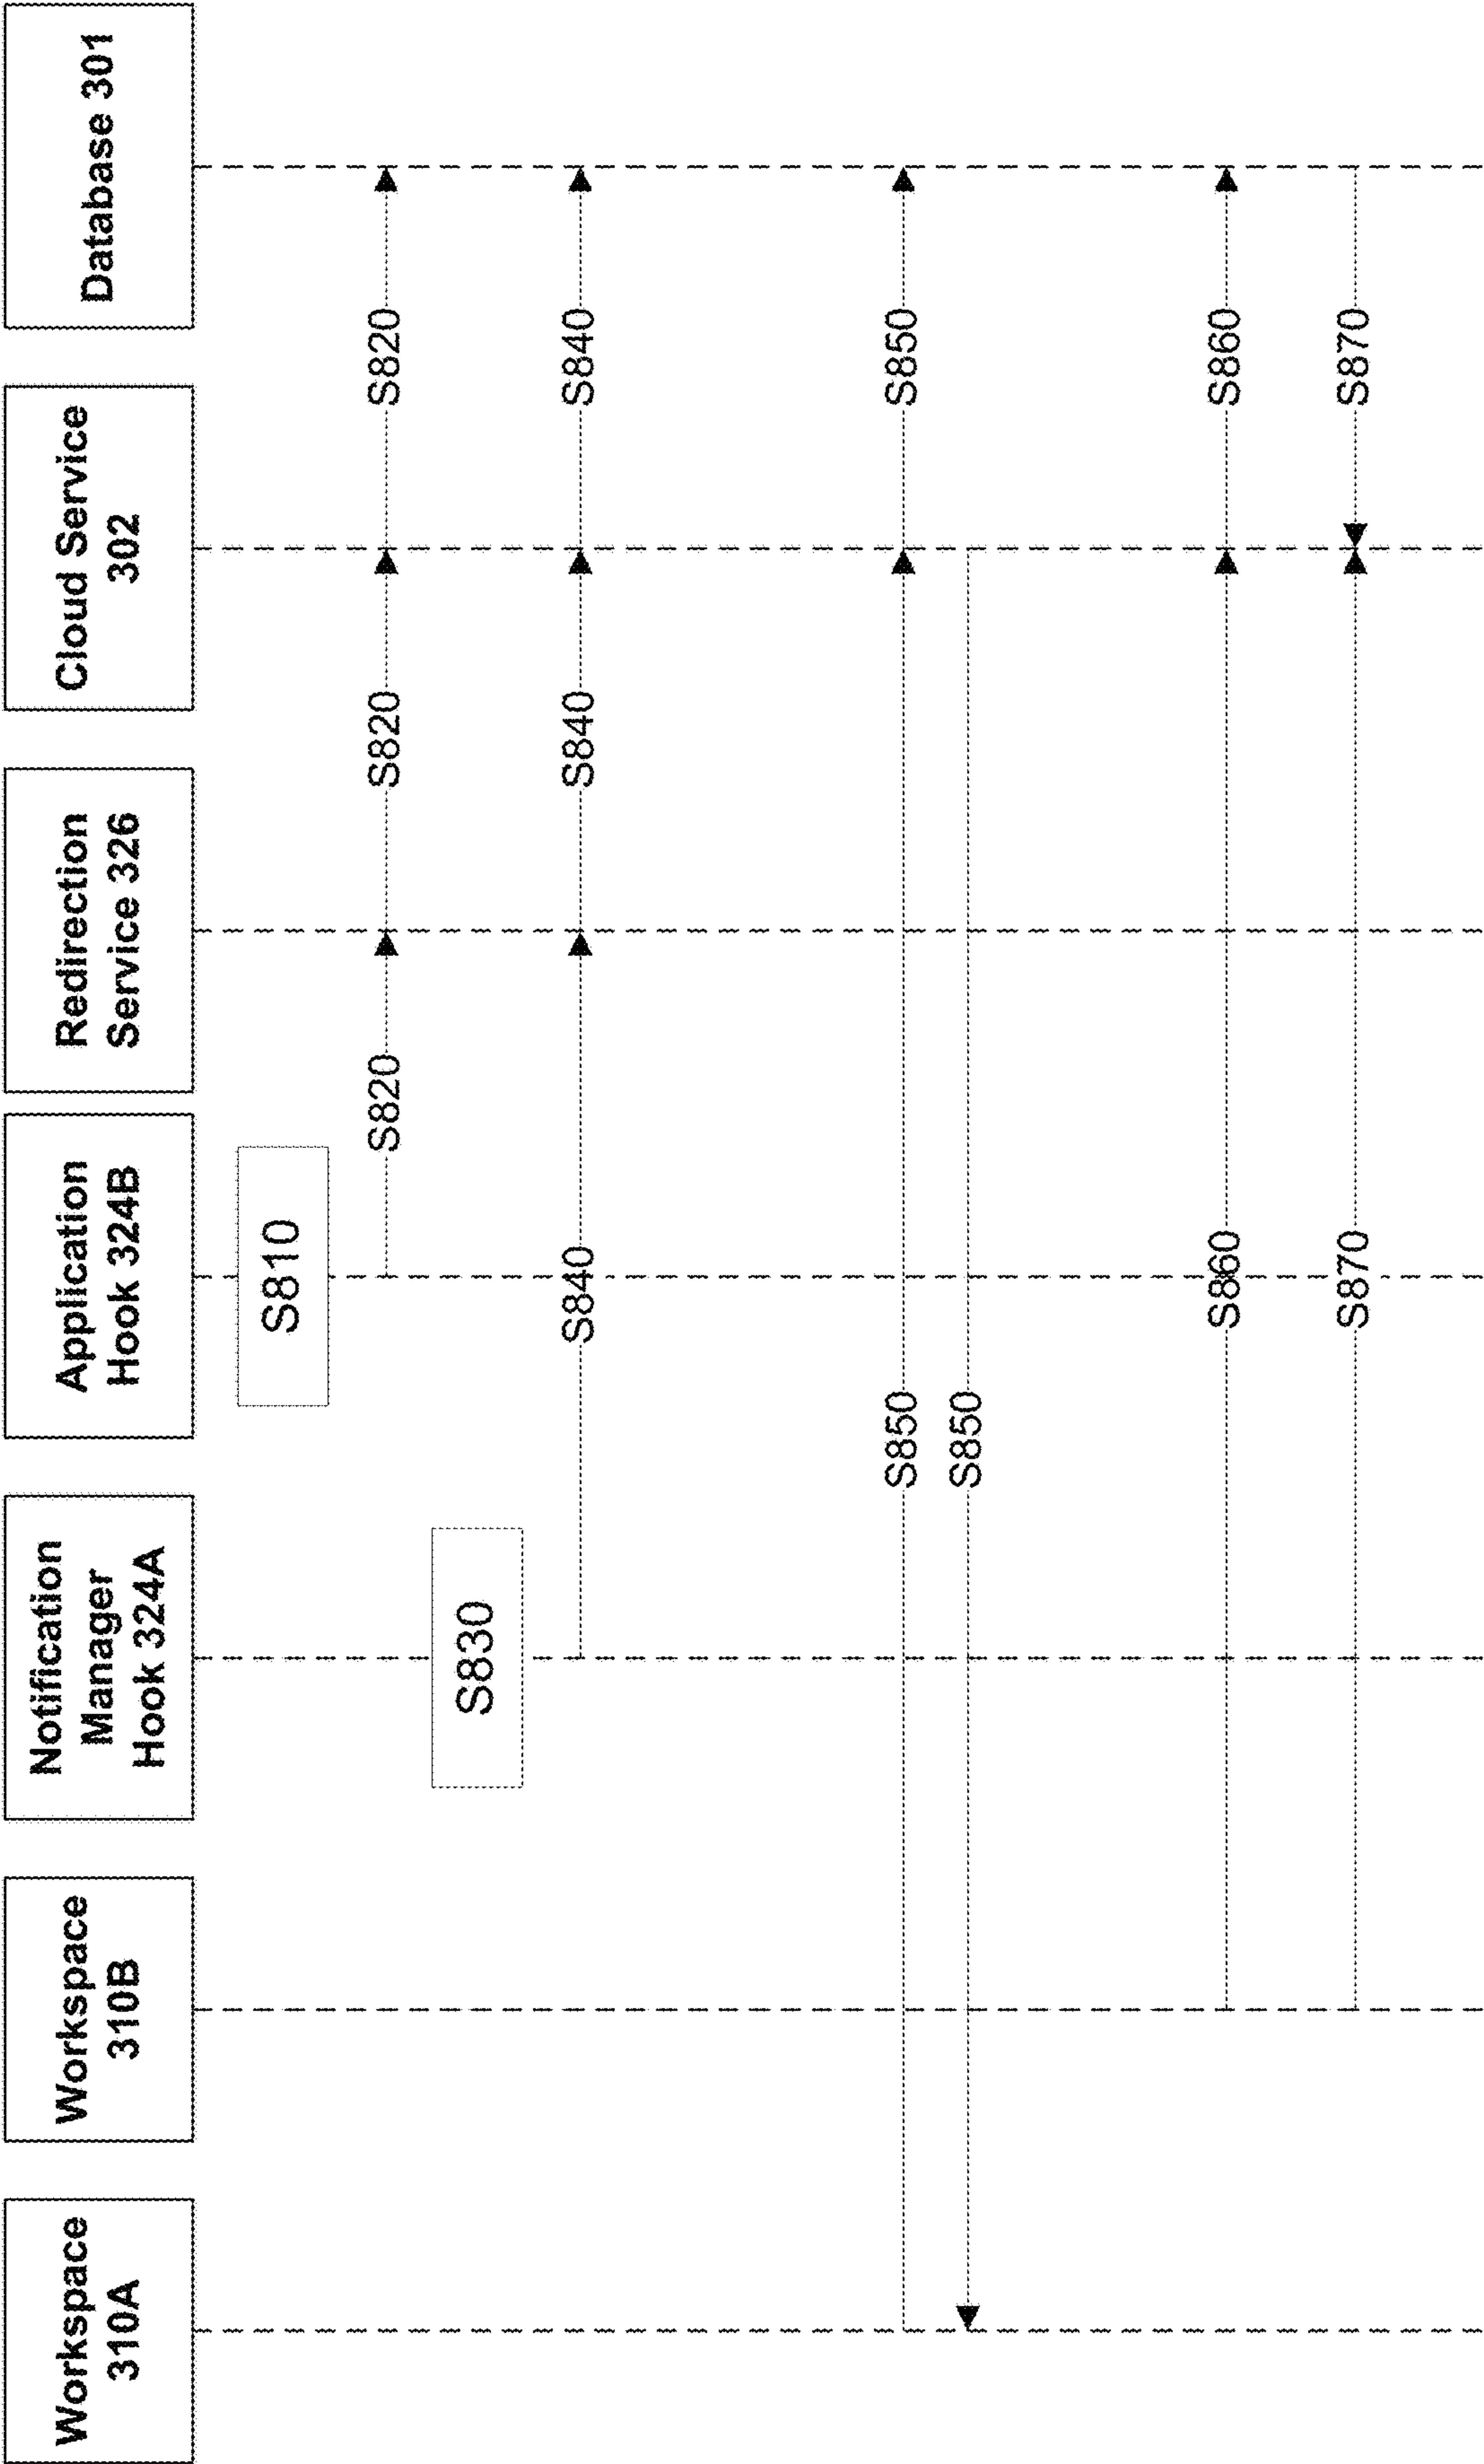 Workspace
310A
Workspace
310B
Notification
Manager
Hook 324A
Application
Hook 324B
Redirection
Service 326
Cloud Service
302
Database 301
S810
S820
S820
S820
S830
S840
S840
S840
S850
S850
S850
S860
S860
S870
S870